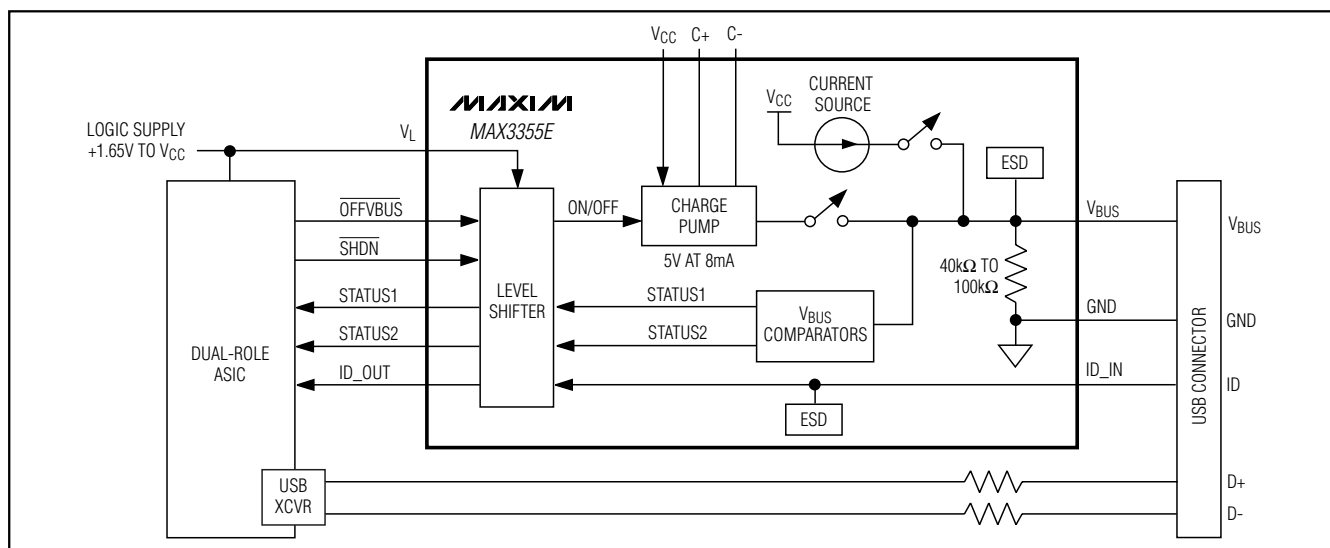 VCC C+ C-
MAXIM
MAX3355E
LOGIC SUPPLY
+1.65V TO VCC
VL
VCC
CURRENT
SOURCE
ESD
OFFVBUS
SHDN
STATUS1
STATUS2
ID_OUT
DUAL-ROLE
ASIC
LEVEL
SHIFTER
ON/OFF
CHARGE
PUMP
5V AT 8mA
STATUS1
STATUS2
VBUS
COMPARATORS
40kΩ TO
100kΩ
VBUS
GND
ID_IN
ESD
USB CONNECTOR
VBUS
GND
ID
D+
D-
USB
XCVR